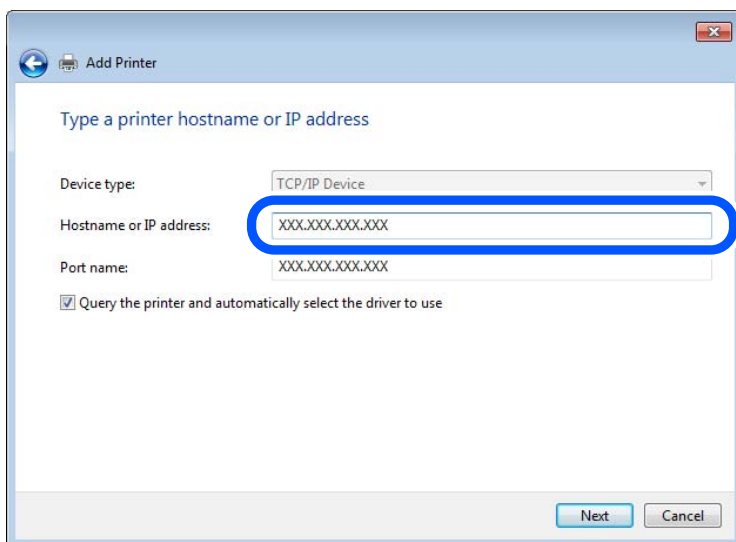 Add Printer
Type a printer hostname or IP address
Device type: TCP/IP Device
Hostname or IP address: XXX.XXX.XXX.XXX
Port name: XXX.XXX.XXX.XXX
Query the printer and automatically select the driver to use
Next Cancel